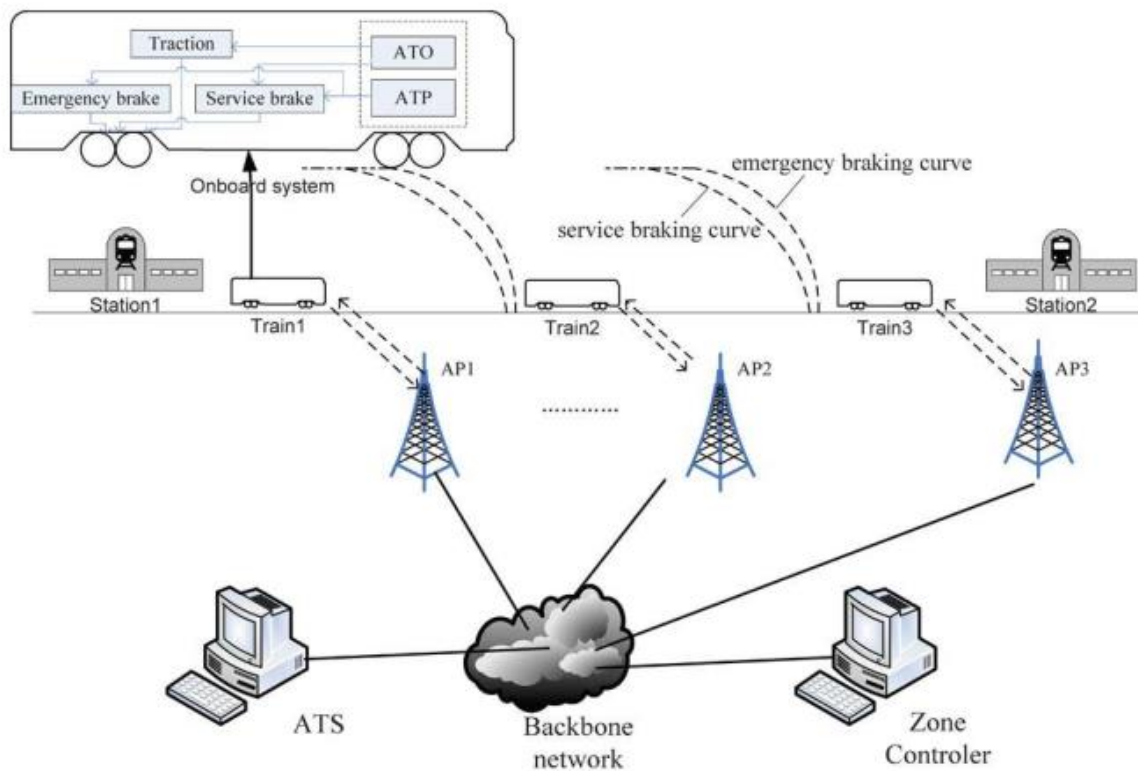 Traction
ATO
Emergency brake
Service brake
ATP
Onboard system
emergency braking curve
service braking curve
Station1
Station2
Train1
Train2
Train3
AP1
AP2
AP3
ATS
Backbone
network
Zone
Controler